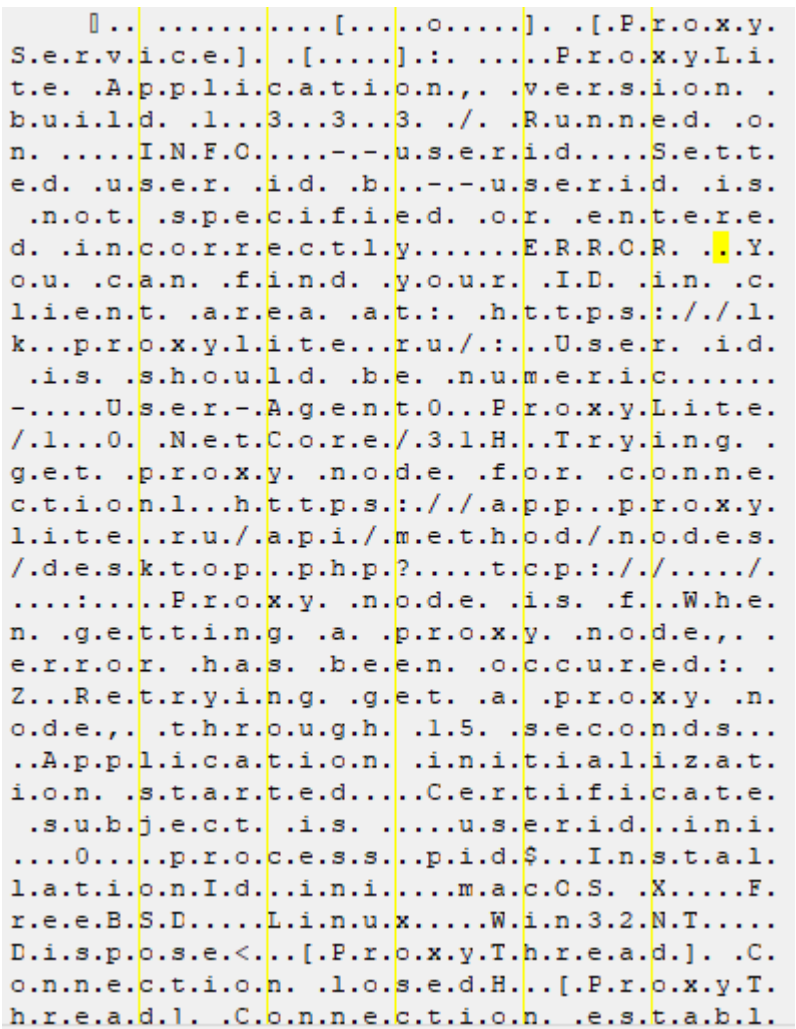 ▯.. ...........[.....o.....]. .[.P.r.o.x.y.
S.e.r.v.i.c.e.]. .[.....].:. .....P.r.o.x.y.L.i.
t.e. .A.p.p.l.i.c.a.t.i.o.n.,. .v.e.r.s.i.o.n. .
b.u.i.l.d. .1...3...3...3. ./. .R.u.n.n.e.d. .o.
n. .....I.N.F.O.....-.-.u.s.e.r.i.d.....S.e.t.t.
e.d. .u.s.e.r. .i.d. .b...-.-.u.s.e.r.i.d. .i.s.
.n.o.t. .s.p.e.c.i.f.i.e.d. .o.r. .e.n.t.e.r.e.
d. .i.n.c.o.r.r.e.c.t.l.y.......E.R.R.O.R. ...Y.
o.u. .c.a.n. .f.i.n.d. .y.o.u.r. .I.D. .i.n. .c.
l.i.e.n.t. .a.r.e.a. .a.t.:. .h.t.t.p.s.:././.l.
k...p.r.o.x.y.l.i.t.e...r.u./.:...U.s.e.r. .i.d.
.i.s. .s.h.o.u.l.d. .b.e. .n.u.m.e.r.i.c.......
-.....U.s.e.r.-.A.g.e.n.t.0...P.r.o.x.y.L.i.t.e.
/.1...0. .N.e.t.C.o.r.e./.3.1.H...T.r.y.i.n.g. .
g.e.t. .p.r.o.x.y. .n.o.d.e. .f.o.r. .c.o.n.n.e.
c.t.i.o.n.l...h.t.t.p.s.:././.a.p.p...p.r.o.x.y.
l.i.t.e...r.u./.a.p.i./.m.e.t.h.o.d./.n.o.d.e.s.
/.d.e.s.k.t.o.p...p.h.p.?.....t.c.p.:././...../.
....:.....P.r.o.x.y. .n.o.d.e. .i.s. .f...W.h.e.
n. .g.e.t.t.i.n.g. .a. .p.r.o.x.y. .n.o.d.e.,. .
e.r.r.o.r. .h.a.s. .b.e.e.n. .o.c.c.u.r.e.d.:. .
Z...R.e.t.r.y.i.n.g. .g.e.t. .a. .p.r.o.x.y. .n.
o.d.e.,. .t.h.r.o.u.g.h. .1.5. .s.e.c.o.n.d.s...
..A.p.p.l.i.c.a.t.i.o.n. .i.n.i.t.i.a.l.i.z.a.t.
i.o.n. .s.t.a.r.t.e.d.....C.e.r.t.i.f.i.c.a.t.e.
.s.u.b.j.e.c.t. .i.s. .....u.s.e.r.i.d...i.n.i.
....0.....p.r.o.c.e.s.s...p.i.d.$...I.n.s.t.a.l.
l.a.t.i.o.n.I.d...i.n.i.....m.a.c.O.S. .X.....F.
r.e.e.B.S.D.....L.i.n.u.x.....W.i.n.3.2.N.T.....
D.i.s.p.o.s.e.<...[.P.r.o.x.y.T.h.r.e.a.d.]. .C.
o.n.n.e.c.t.i.o.n. .l.o.s.e.d.H...[.P.r.o.x.y.T.
h.r.e.a.d.]. .C.o.n.n.e.c.t.i.o.n. .e.s.t.a.b.l.